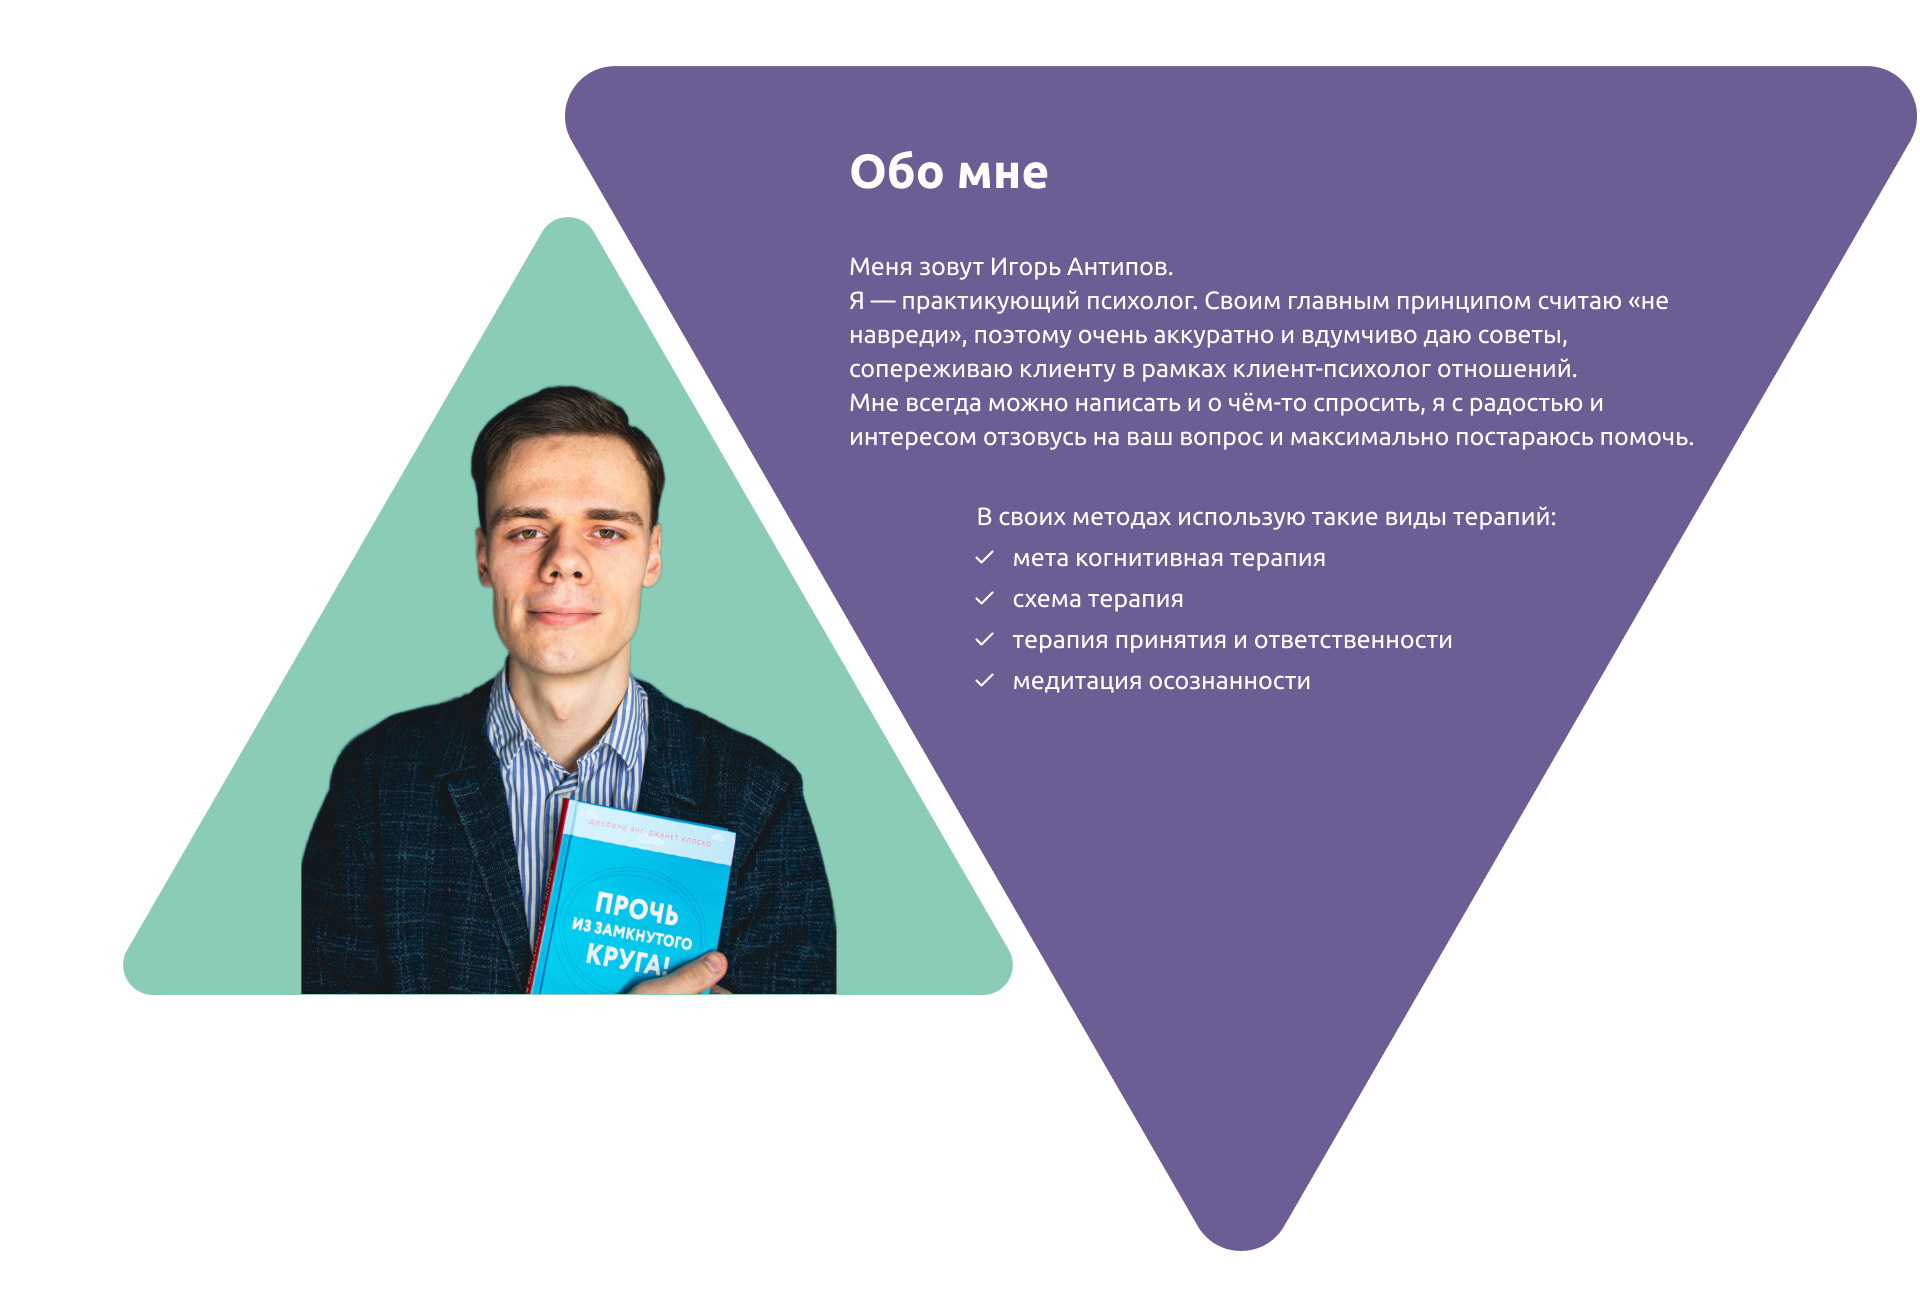 Обо мне
Меня зовут Игорь Антипов.
Я — практикующий психолог. Своим главным принципом считаю «не
навреди», поэтому очень аккуратно и вдумчиво даю советы,
сопереживаю клиенту в рамках клиент-психолог отношений.
Мне всегда можно написать и о чём-то спросить, я с радостью и
интересом отзовусь на ваш вопрос и максимально постараюсь помочь.
В своих методах использую такие виды терапий:
мета когнитивная терапия
схема терапия
терапия принятия и ответственности
медитация осознанности
ДЖЕФФРИ ЯНГ ДЖАНЕТ КЛОСКО
ПРОЧЬ
ИЗ ЗАМКНУТОГО
КРУГА!